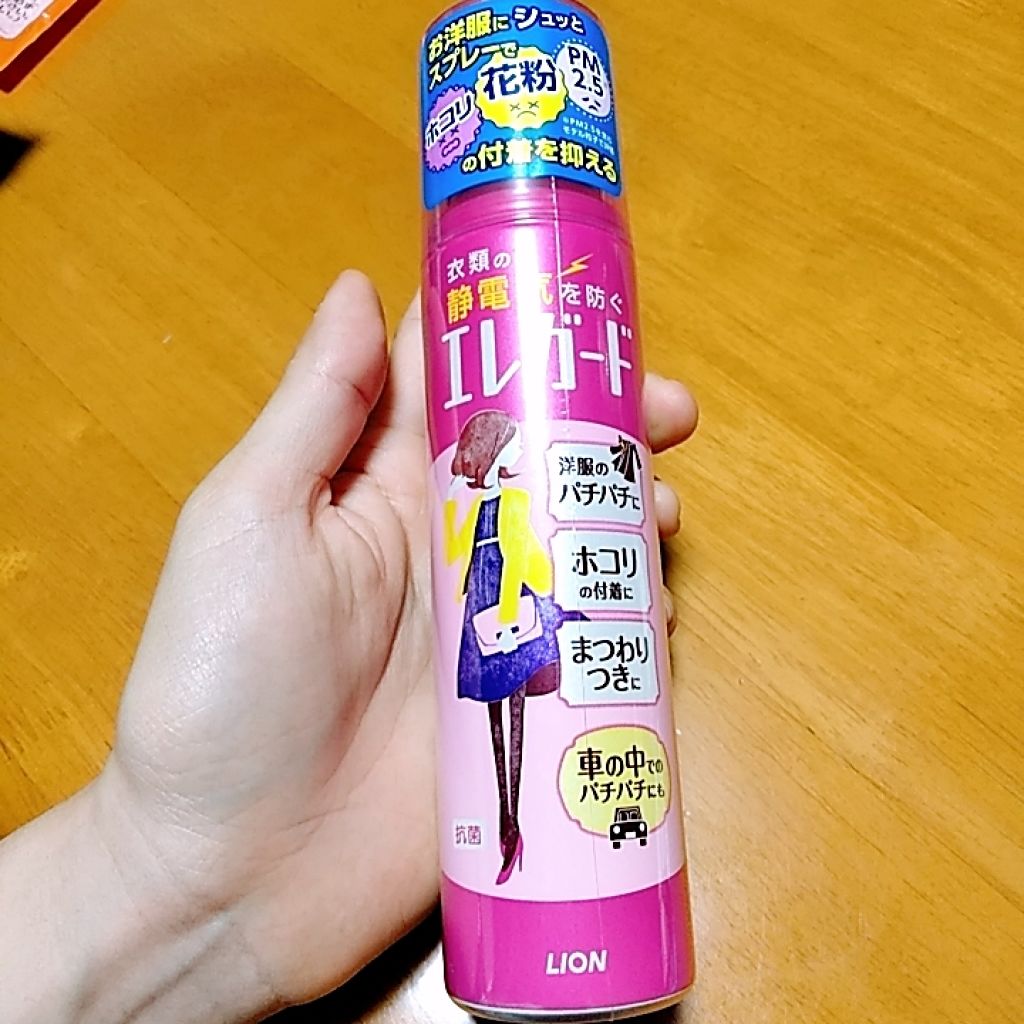 お洋服にシュッと
スプレーで
花粉
PM
2.5
ホコリ
の付着を抑える
衣類の
静電気を防ぐ
エレガード
洋服の
パチパチに
ホコリ
の付着に
まつわり
つきに
車の中での
パチパチにも
抗菌
LION